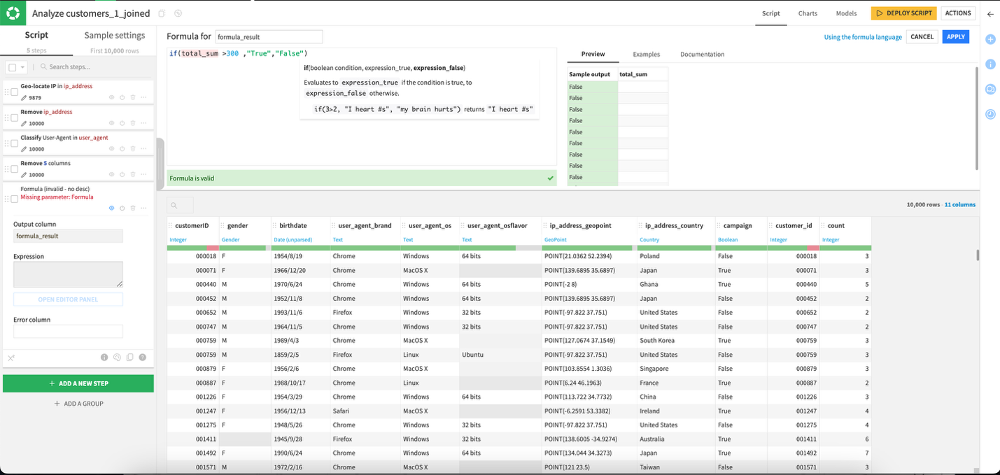 Analyze customers_1_joined
Script
Charts
Models
DEPLOY SCRIPT
ACTIONS
Script
5 steps
Sample settings
First 10,000 rows
Search steps...
Geo-locate IP in ip_address
9879
Remove ip_address
10000
Classify User-Agent in user_agent
10000
Remove 5 columns
10000
Formula (invalid - no desc)
Missing parameter: Formula
Output column
formula_result
Expression
OPEN EDITOR PANEL
Error column
+ ADD A NEW STEP
+ ADD A GROUP
Formula for formula_result
Using the formula language
CANCEL
APPLY
if(total_sum >300 ,"True","False")
if(boolean condition, expression_true, expression_false)
Evaluates to expression_true if the condition is true, to
expression_false otherwise.
if(3>2, "I heart #s", "my brain hurts") returns "I heart #s"
Formula is valid
Preview
Examples
Documentation
Sample output total_sum
False
False
False
False
False
False
False
False
False
10,000 rows 11 columns
customerID gender birthdate user_agent_brand user_agent_os user_agent_osflavor ip_address_geopoint ip_address_country campaign customer_id count
Integer Gender Date (unparsed) Text Text Text GeoPoint Country Boolean Integer Integer
000018 F 1954/8/19 Chrome Windows 64 bits POINT(21.0362 52.2394) Poland False 000018 3
000071 F 1966/12/20 Chrome MacOS X POINT(139.6895 35.6897) Japan True 000071 3
000440 M 1970/6/24 Chrome Windows 64 bits POINT(-2 8) Ghana True 000440 5
000452 M 1952/11/8 Chrome Windows 64 bits POINT(139.6895 35.6897) Japan False 000452 2
000652 M 1993/11/6 Firefox Windows 32 bits POINT(-97.822 37.751) United States False 000652 2
000747 M 1964/11/5 Chrome Windows 32 bits POINT(-97.822 37.751) United States False 000747 2
000759 M 1989/4/3 Chrome MacOS X POINT(127.0674 37.1549) South Korea True 000759 3
000759 M 1859/2/5 Firefox Linux Ubuntu POINT(-97.822 37.751) United States False 000759 3
000879 F 1956/2/6 Chrome MacOS X POINT(103.8554 1.3036) Singapore False 000879 3
000887 F 1988/10/17 Chrome Linux POINT(6.24 46.1963) France True 000887 2
001226 F 1954/3/29 Chrome Windows 64 bits POINT(113.722 34.7732) China False 001226 3
001247 F 1956/12/13 Safari MacOS X POINT(-6.2591 53.3382) Ireland True 001247 4
001275 F 1948/5/26 Chrome Windows 32 bits POINT(-97.822 37.751) United States False 001275 4
001411 1945/9/28 Firefox Windows 32 bits POINT(138.6005 -34.9274) Australia True 001411 6
001492 F 1990/6/24 Chrome Windows 64 bits POINT(134.044 34.3273) Japan True 001492 7
001571 M 1972/2/16 Chrome MacOS X POINT(121 23.5) Taiwan False 001571 3